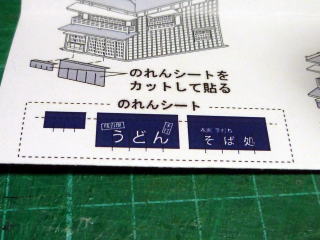 のれんシートを
カットして貼る
のれんシート
うどん
そば処